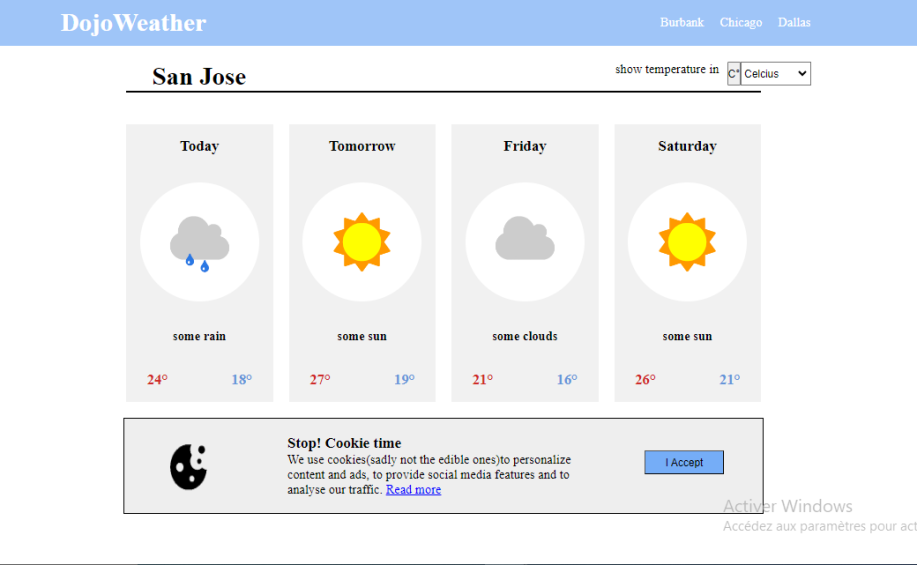 DojoWeather
Burbank Chicago Dallas
San Jose
show temperature in C° Celcius
Today Tomorrow Friday Saturday
some rain some sun some clouds some sun
24° 18° 27° 19° 21° 16° 26° 21°
Stop! Cookie time
We use cookies(sadly not the edible ones)to personalize
content and ads, to provide social media features and to
analyse our traffic. Read more
I Accept
Activer Windows
Accédez aux paramètres pour act